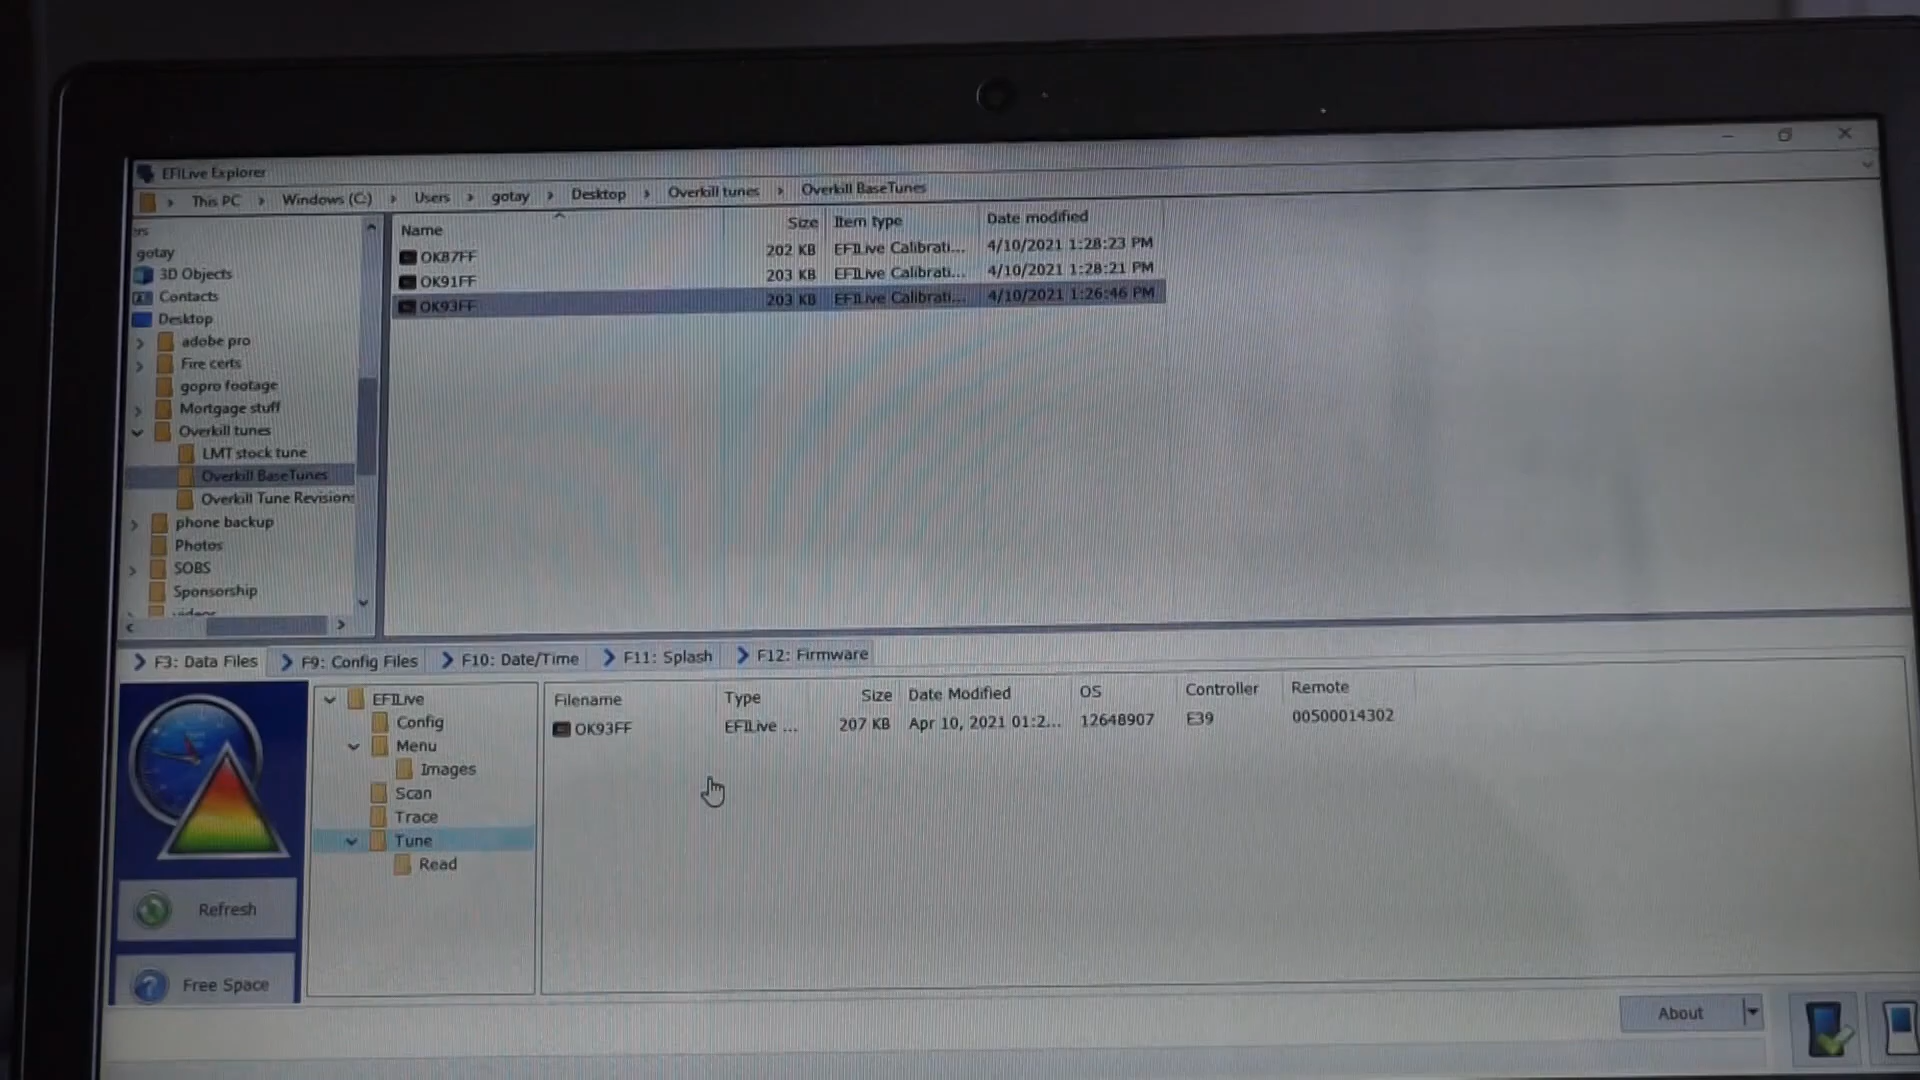 EFILive Explorer
This PC > Windows (C:) > Users > gotay > Desktop > Overkill tunes > Overkill BaseTunes
Name Size Item type Date modified
OK87FF 202 KB EFILive Calibrati... 4/10/2021 1:28:23 PM
OK91FF 203 KB EFILive Calibrati... 4/10/2021 1:28:21 PM
OK93FF 203 KB EFILive Calibrati... 4/10/2021 1:26:46 PM
gotay
3D Objects
Contacts
Desktop
adobe pro
Fire certs
gopro footage
Mortgage stuff
Overkill tunes
LMT stock tune
Overkill BaseTunes
Overkill Tune Revisions
phone backup
Photos
SOBS
Sponsorship
videos
F3: Data Files F9: Config Files F10: Date/Time F11: Splash F12: Firmware
EFILive
Config
Menu
Images
Scan
Trace
Tune
Read
Filename Type Size Date Modified OS Controller Remote
OK93FF EFILive ... 207 KB Apr 10, 2021 01:2... 12648907 E39 00500014302
Refresh
Free Space
About